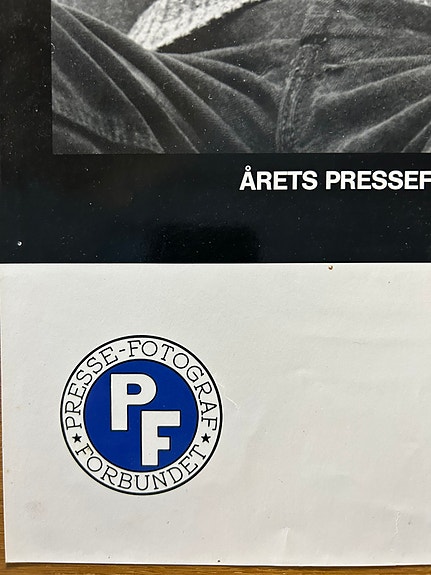 ÅRETS PRESSEF
PRESSE-FOTOGRAF
PF
FORBUNDET